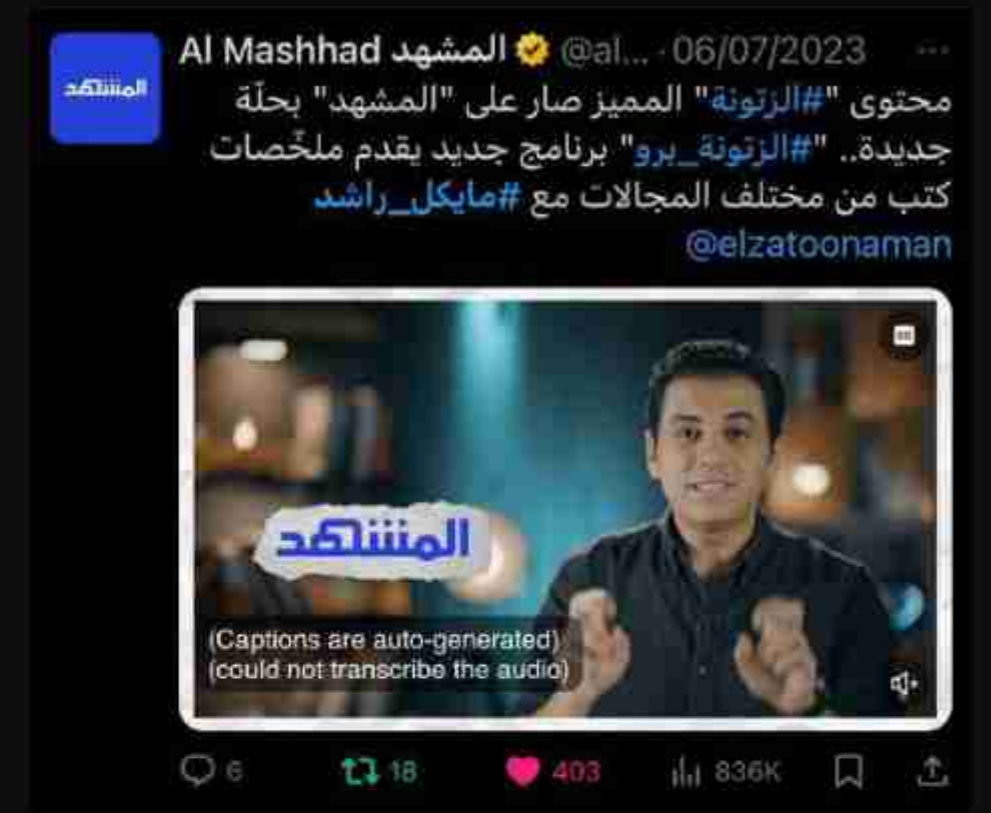 المشهد
Al Mashhad المشهد @al... · 06/07/2023
محتوى "#الزتونة" المميز صار على "المشهد" بحلّة
جديدة.. "#الزتونة_برو" برنامج جديد يقدم ملخّصات
كتب من مختلف المجالات مع #مايكل_راشد
@elzatoonaman
المشهد
(Captions are auto-generated)
(could not transcribe the audio)
6 18 403 836K